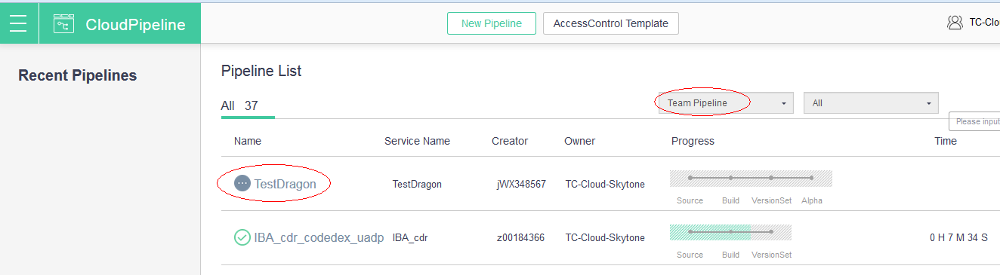 CloudPipeline
New Pipeline
AccessControl Template
TC-Clou
Recent Pipelines
Pipeline List
All 37
Team Pipeline
All
Please input
Name Service Name Creator Owner Progress Time
TestDragon TestDragon jWX348567 TC-Cloud-Skytone
Source Build VersionSet Alpha
IBA_cdr_codedex_uadp IBA_cdr z00184366 TC-Cloud-Skytone 0 H 7 M 34 S
Source Build VersionSet